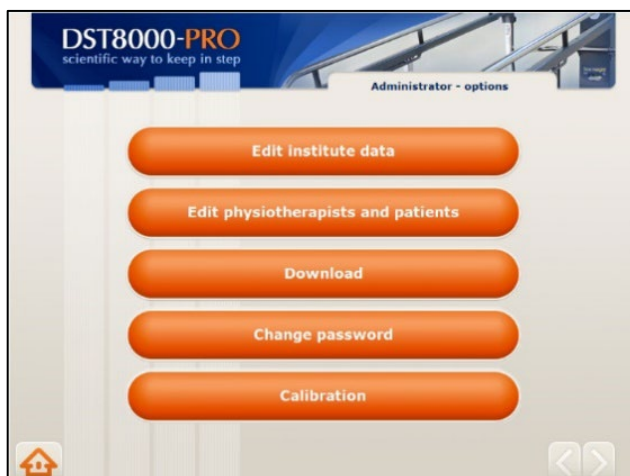 DST8000-PRO
scientific way to keep in step
Administrator - options
Edit institute data
Edit physiotherapists and patients
Download
Change password
Calibration